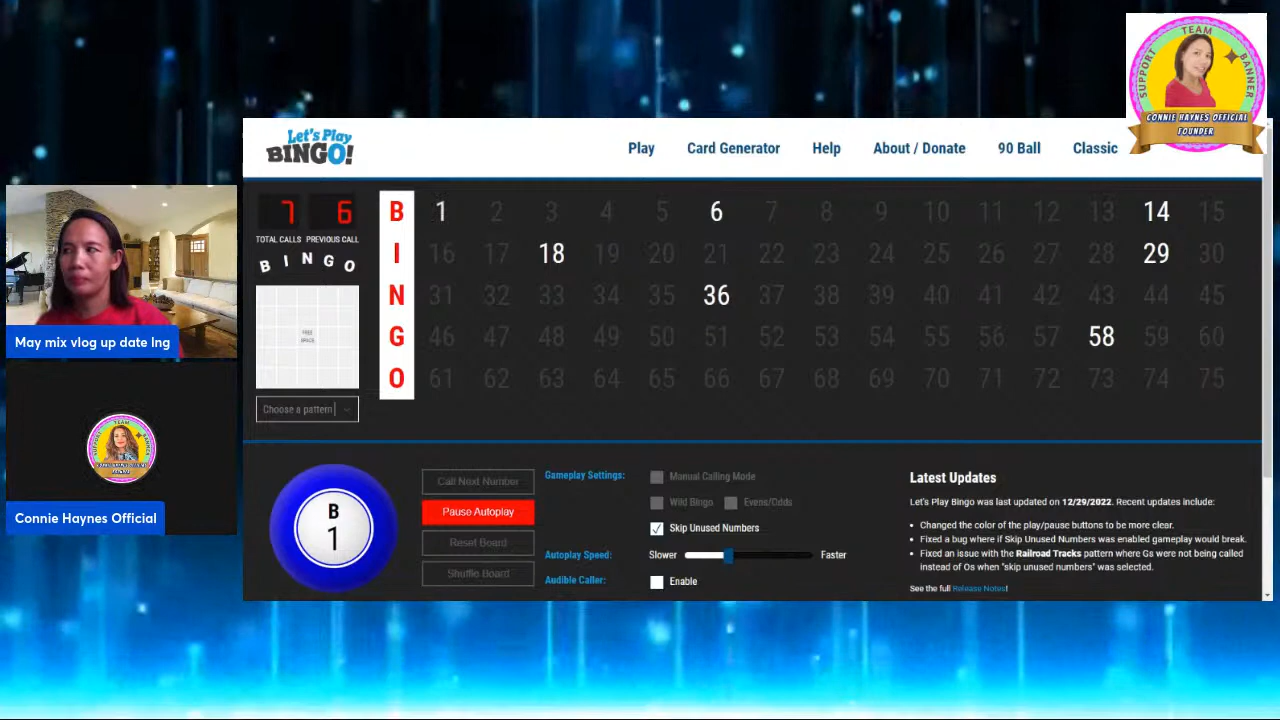 SUPPORT TEAM BANNER
CONNIE HAYNES OFFICIAL
FOUNDER
Let's Play
BINGO!
Play Card Generator Help About / Donate 90 Ball Classic
7 6
TOTAL CALLS PREVIOUS CALL
B I N G O
FREE
SPACE
Choose a pattern
B 1 2 3 4 5 6 7 8 9 10 11 12 13 14 15
I 16 17 18 19 20 21 22 23 24 25 26 27 28 29 30
N 31 32 33 34 35 36 37 38 39 40 41 42 43 44 45
G 46 47 48 49 50 51 52 53 54 55 56 57 58 59 60
O 61 62 63 64 65 66 67 68 69 70 71 72 73 74 75
May mix vlog up date lng
SUPPORT TEAM BANNER
Connie Haynes Official
B
1
Call Next Number
Pause Autoplay
Reset Board
Shuffle Board
Gameplay Settings:
Manual Calling Mode
Wild Bingo Evens/Odds
Skip Unused Numbers
Autoplay Speed: Slower Faster
Audible Caller: Enable
Latest Updates
Let's Play Bingo was last updated on 12/29/2022. Recent updates include:
Changed the color of the play/pause buttons to be more clear.
Fixed a bug where if Skip Unused Numbers was enabled gameplay would break.
Fixed an issue with the Railroad Tracks pattern where Gs were not being called
instead of Os when "skip unused numbers" was selected.
See the full Release Notes!